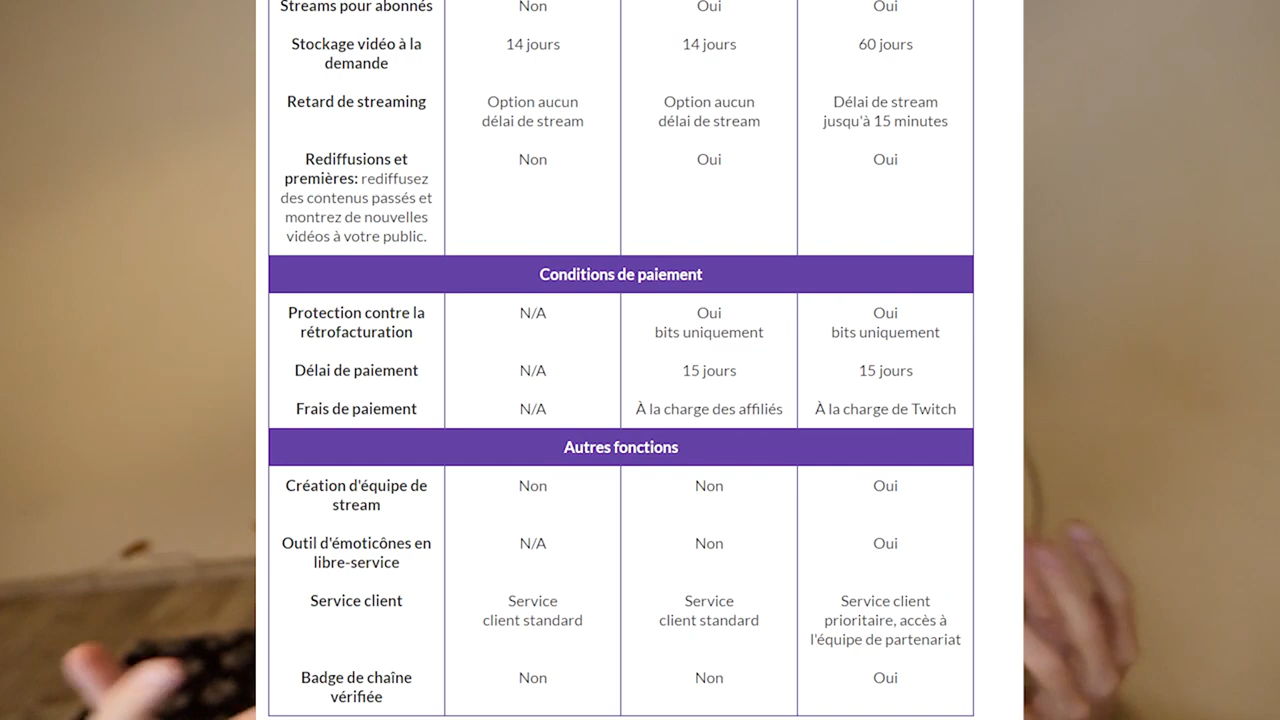 Streams pour abonnés Non Oui Oui
Stockage vidéo à la demande 14 jours 14 jours 60 jours
Retard de streaming Option aucun délai de stream Option aucun délai de stream Délai de stream jusqu'à 15 minutes
Rediffusions et premières: rediffusez des contenus passés et montrez de nouvelles vidéos à votre public. Non Oui Oui
Conditions de paiement
Protection contre la rétrofacturation N/A Oui bits uniquement Oui bits uniquement
Délai de paiement N/A 15 jours 15 jours
Frais de paiement N/A À la charge des affiliés À la charge de Twitch
Autres fonctions
Création d'équipe de stream Non Non Oui
Outil d'émoticônes en libre-service N/A Non Oui
Service client Service client standard Service client standard Service client prioritaire, accès à l'équipe de partenariat
Badge de chaîne vérifiée Non Non Oui